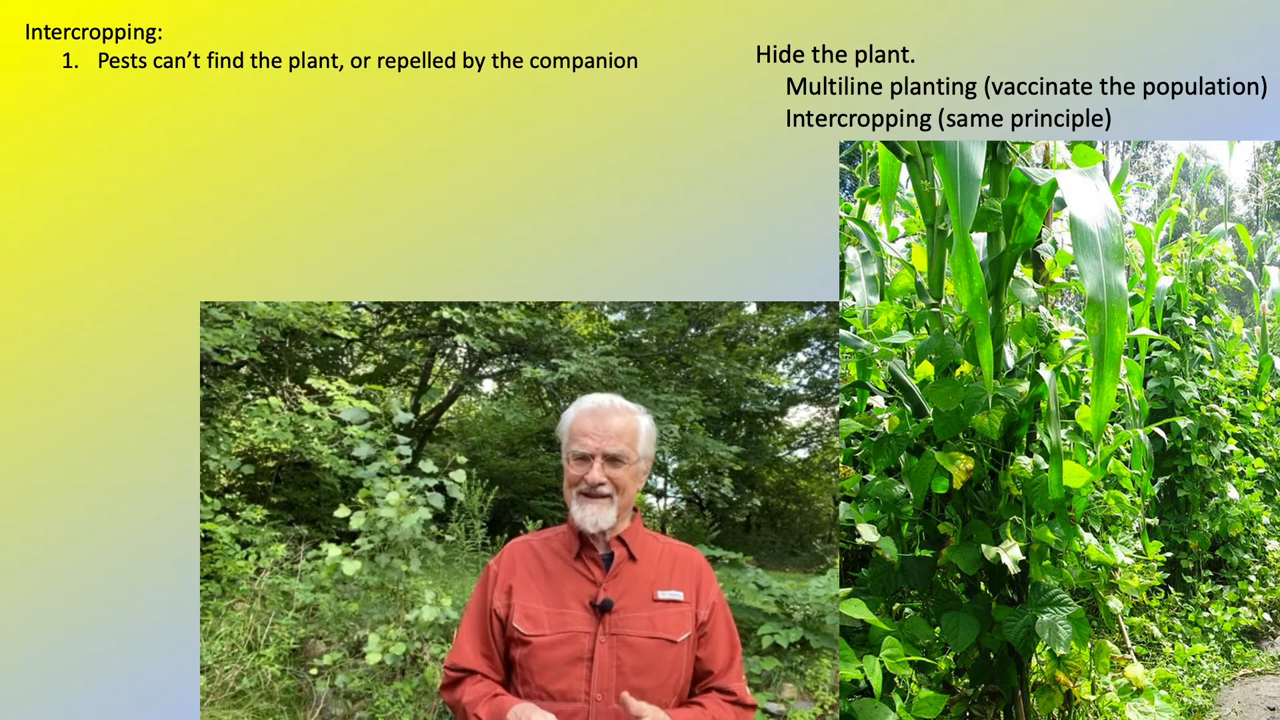 Intercropping:
1. Pests can't find the plant, or repelled by the companion
Hide the plant.
Multiline planting (vaccinate the population)
Intercropping (same principle)